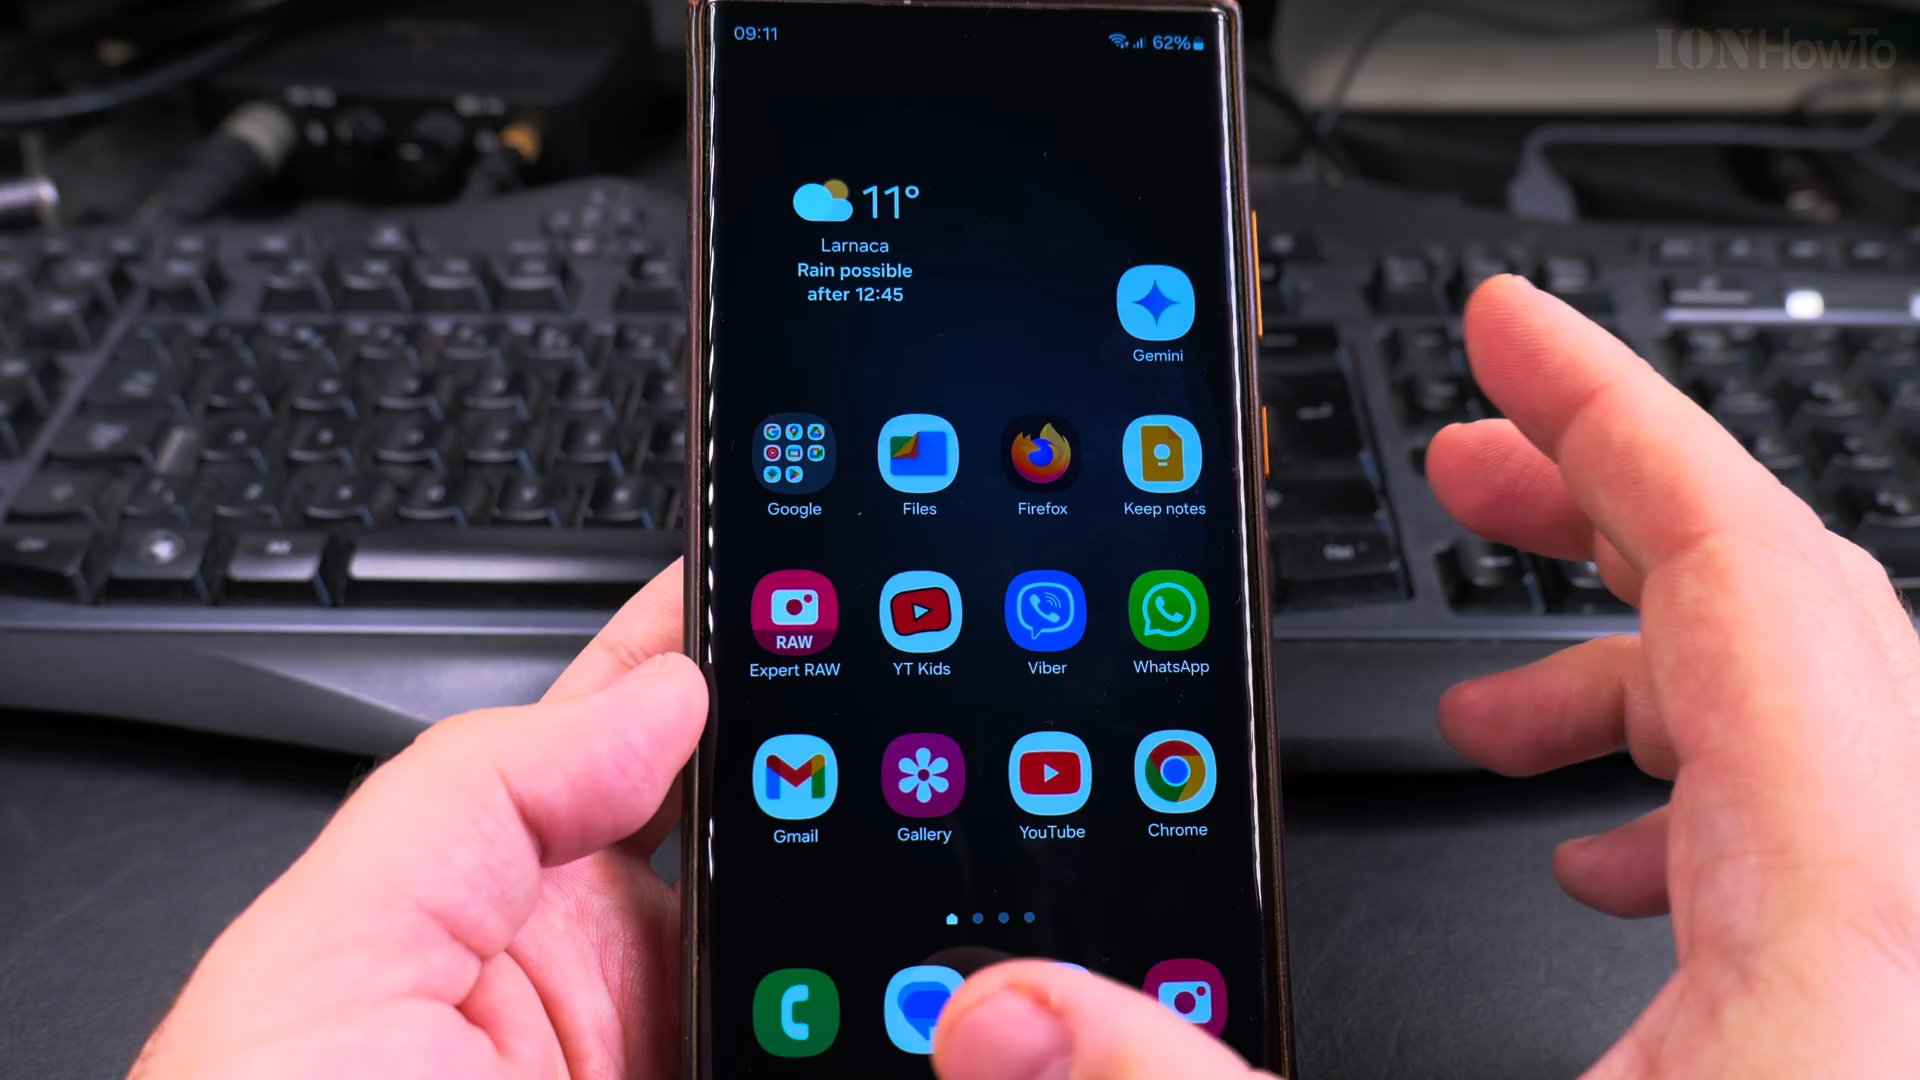 IONHowTo
09:11
62%
11°
Larnaca
Rain possible
after 12:45
Gemini
Google
Files
Firefox
Keep notes
RAW
Expert RAW
YT Kids
Viber
WhatsApp
Gmail
Gallery
YouTube
Chrome
Ctrl